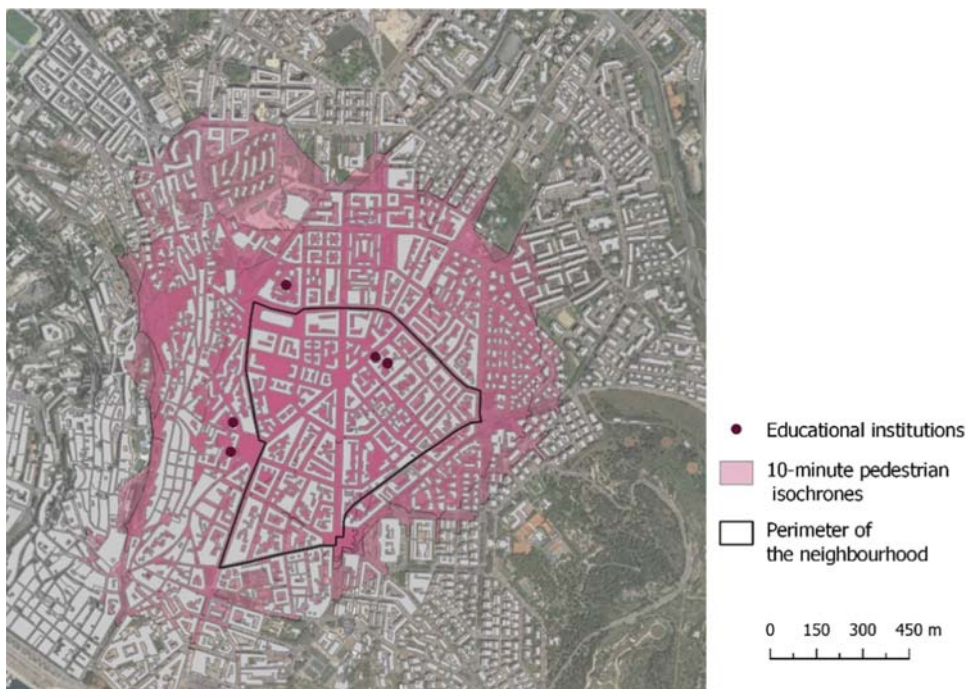 Educational institutions
10-minute pedestrian
isochrones
Perimeter of
the neighbourhood
0 150 300 450 m